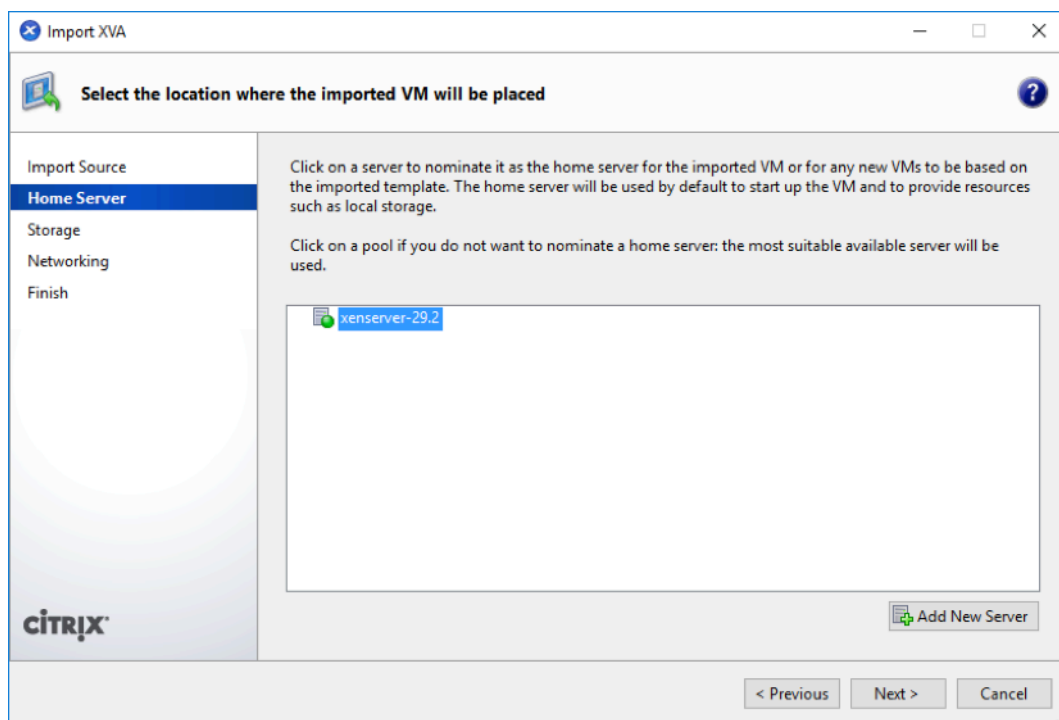 Import XVA
Select the location where the imported VM will be placed
?
Import Source
Home Server
Storage
Networking
Finish
Click on a server to nominate it as the home server for the imported VM or for any new VMs to be based on
the imported template. The home server will be used by default to start up the VM and to provide resources
such as local storage.
Click on a pool if you do not want to nominate a home server: the most suitable available server will be
used.
xenserver-29.2
CITRIX
Add New Server
< Previous
Next >
Cancel